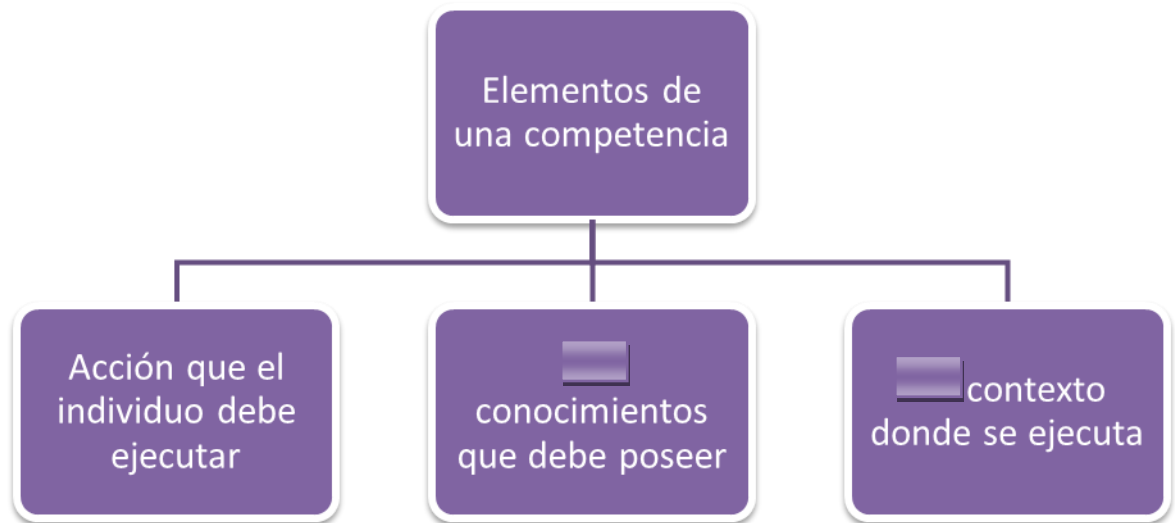 Elementos de
una competencia
Acción que el
individuo debe
ejecutar
conocimientos
que debe poseer
contexto
donde se ejecuta